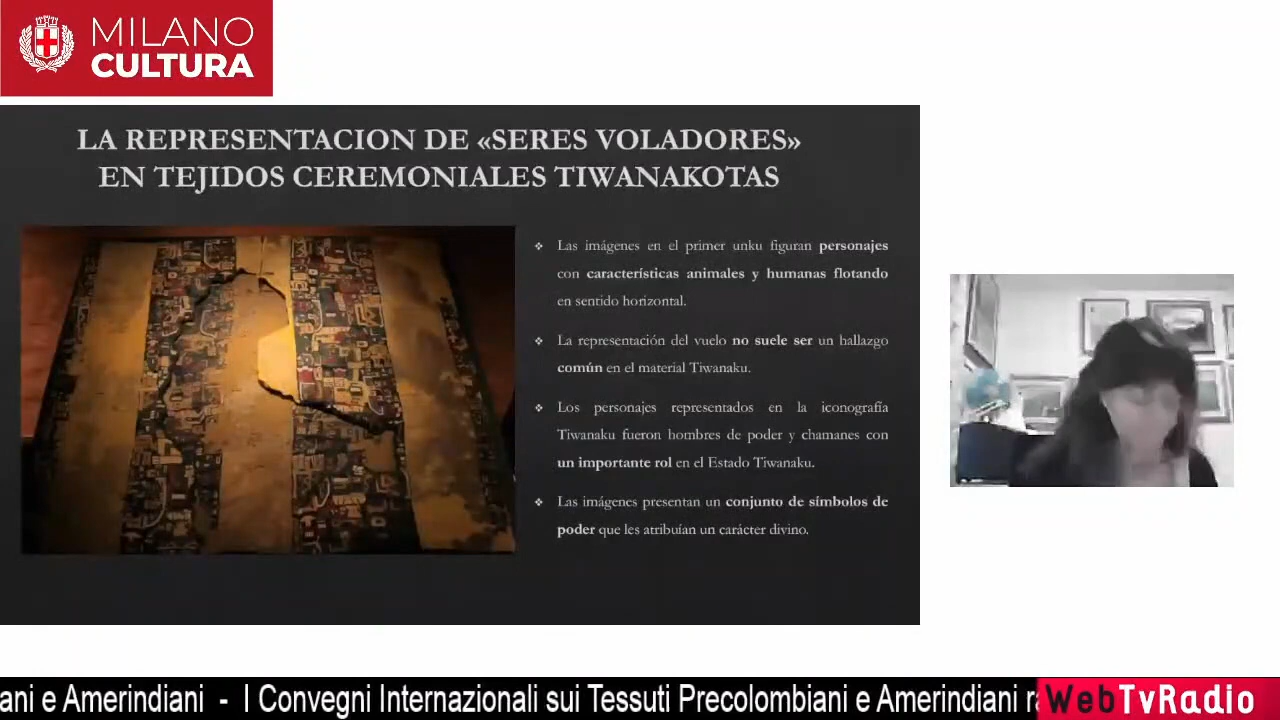 MILANO
CULTURA
LA REPRESENTACION DE «SERES VOLADORES»
EN TEJIDOS CEREMONIALES TIWANAKOTAS
Las imágenes en el primer unku figuran personajes
con características animales y humanas flotando
en sentido horizontal.
La representación del vuelo no suele ser un hallazgo
común en el material Tiwanaku.
Los personajes representados en la iconografía
Tiwanaku fueron hombres de poder y chamanes con
un importante rol en el Estado Tiwanaku.
Las imágenes presentan un conjunto de símbolos de
poder que les atribuían un carácter divino.
ani e Amerindiani - I Convegni Internazionali sui Tessuti Precolombiani e Amerindiani ra
WebTvRadio